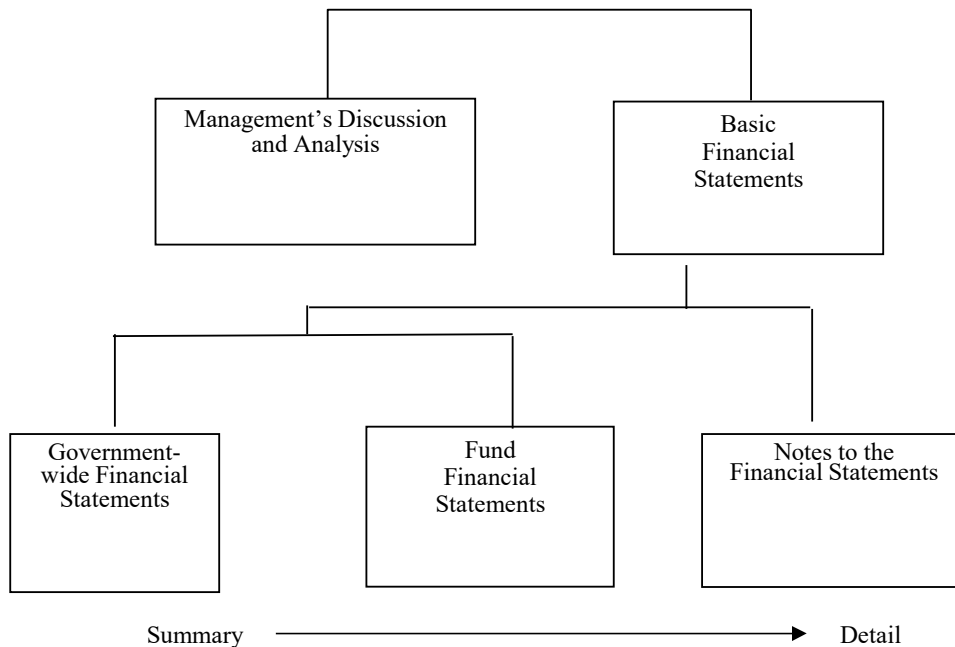 Management’s Discussion
and Analysis
Basic
Financial
Statements
Government-
wide Financial
Statements
Fund
Financial
Statements
Notes to the
Financial Statements
Summary
Detail